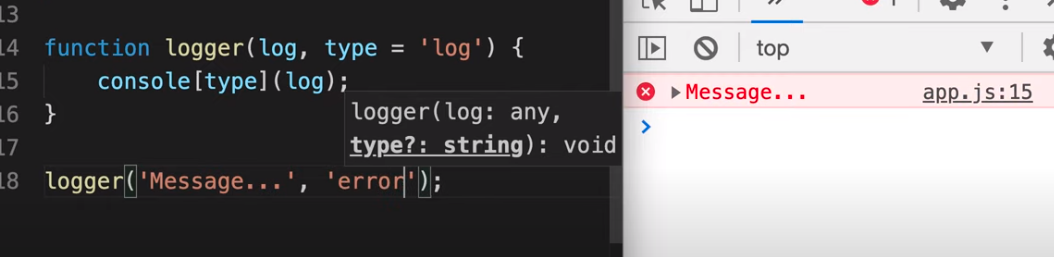 13
14 function logger(log, type = 'log') {
15 console[type](log);
16 }
17
18 logger('Message...', 'error');
logger(log: any,
type?: string): void
top
Message... app.js:15